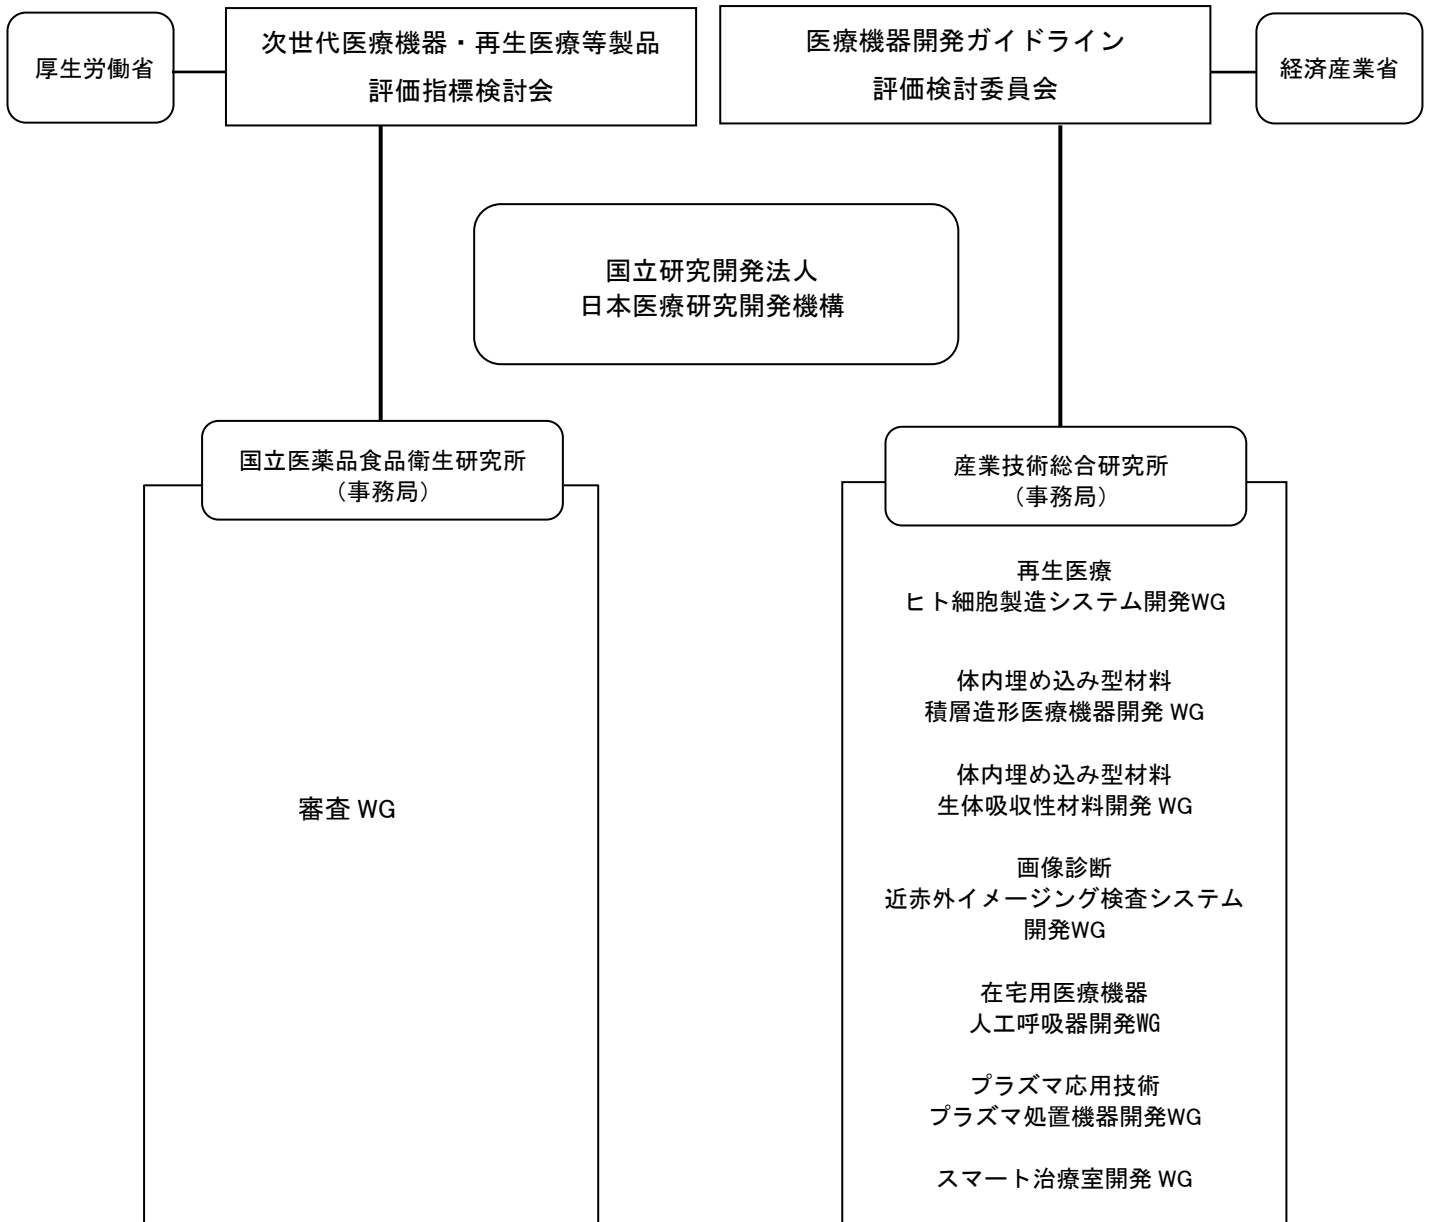 厚生労働省
次世代医療機器・再生医療等製品
評価指標検討会
医療機器開発ガイドライン
評価検討委員会
経済産業省
国立研究開発法人
日本医療研究開発機構
国立医薬品食品衛生研究所
（事務局）
審査 WG
産業技術総合研究所
（事務局）
再生医療
ヒト細胞製造システム開発WG
体内埋め込み型材料
積層造形医療機器開発 WG
体内埋め込み型材料
生体吸収性材料開発 WG
画像診断
近赤外イメージング検査システム
開発WG
在宅用医療機器
人工呼吸器開発WG
プラズマ応用技術
プラズマ処置機器開発WG
スマート治療室開発 WG